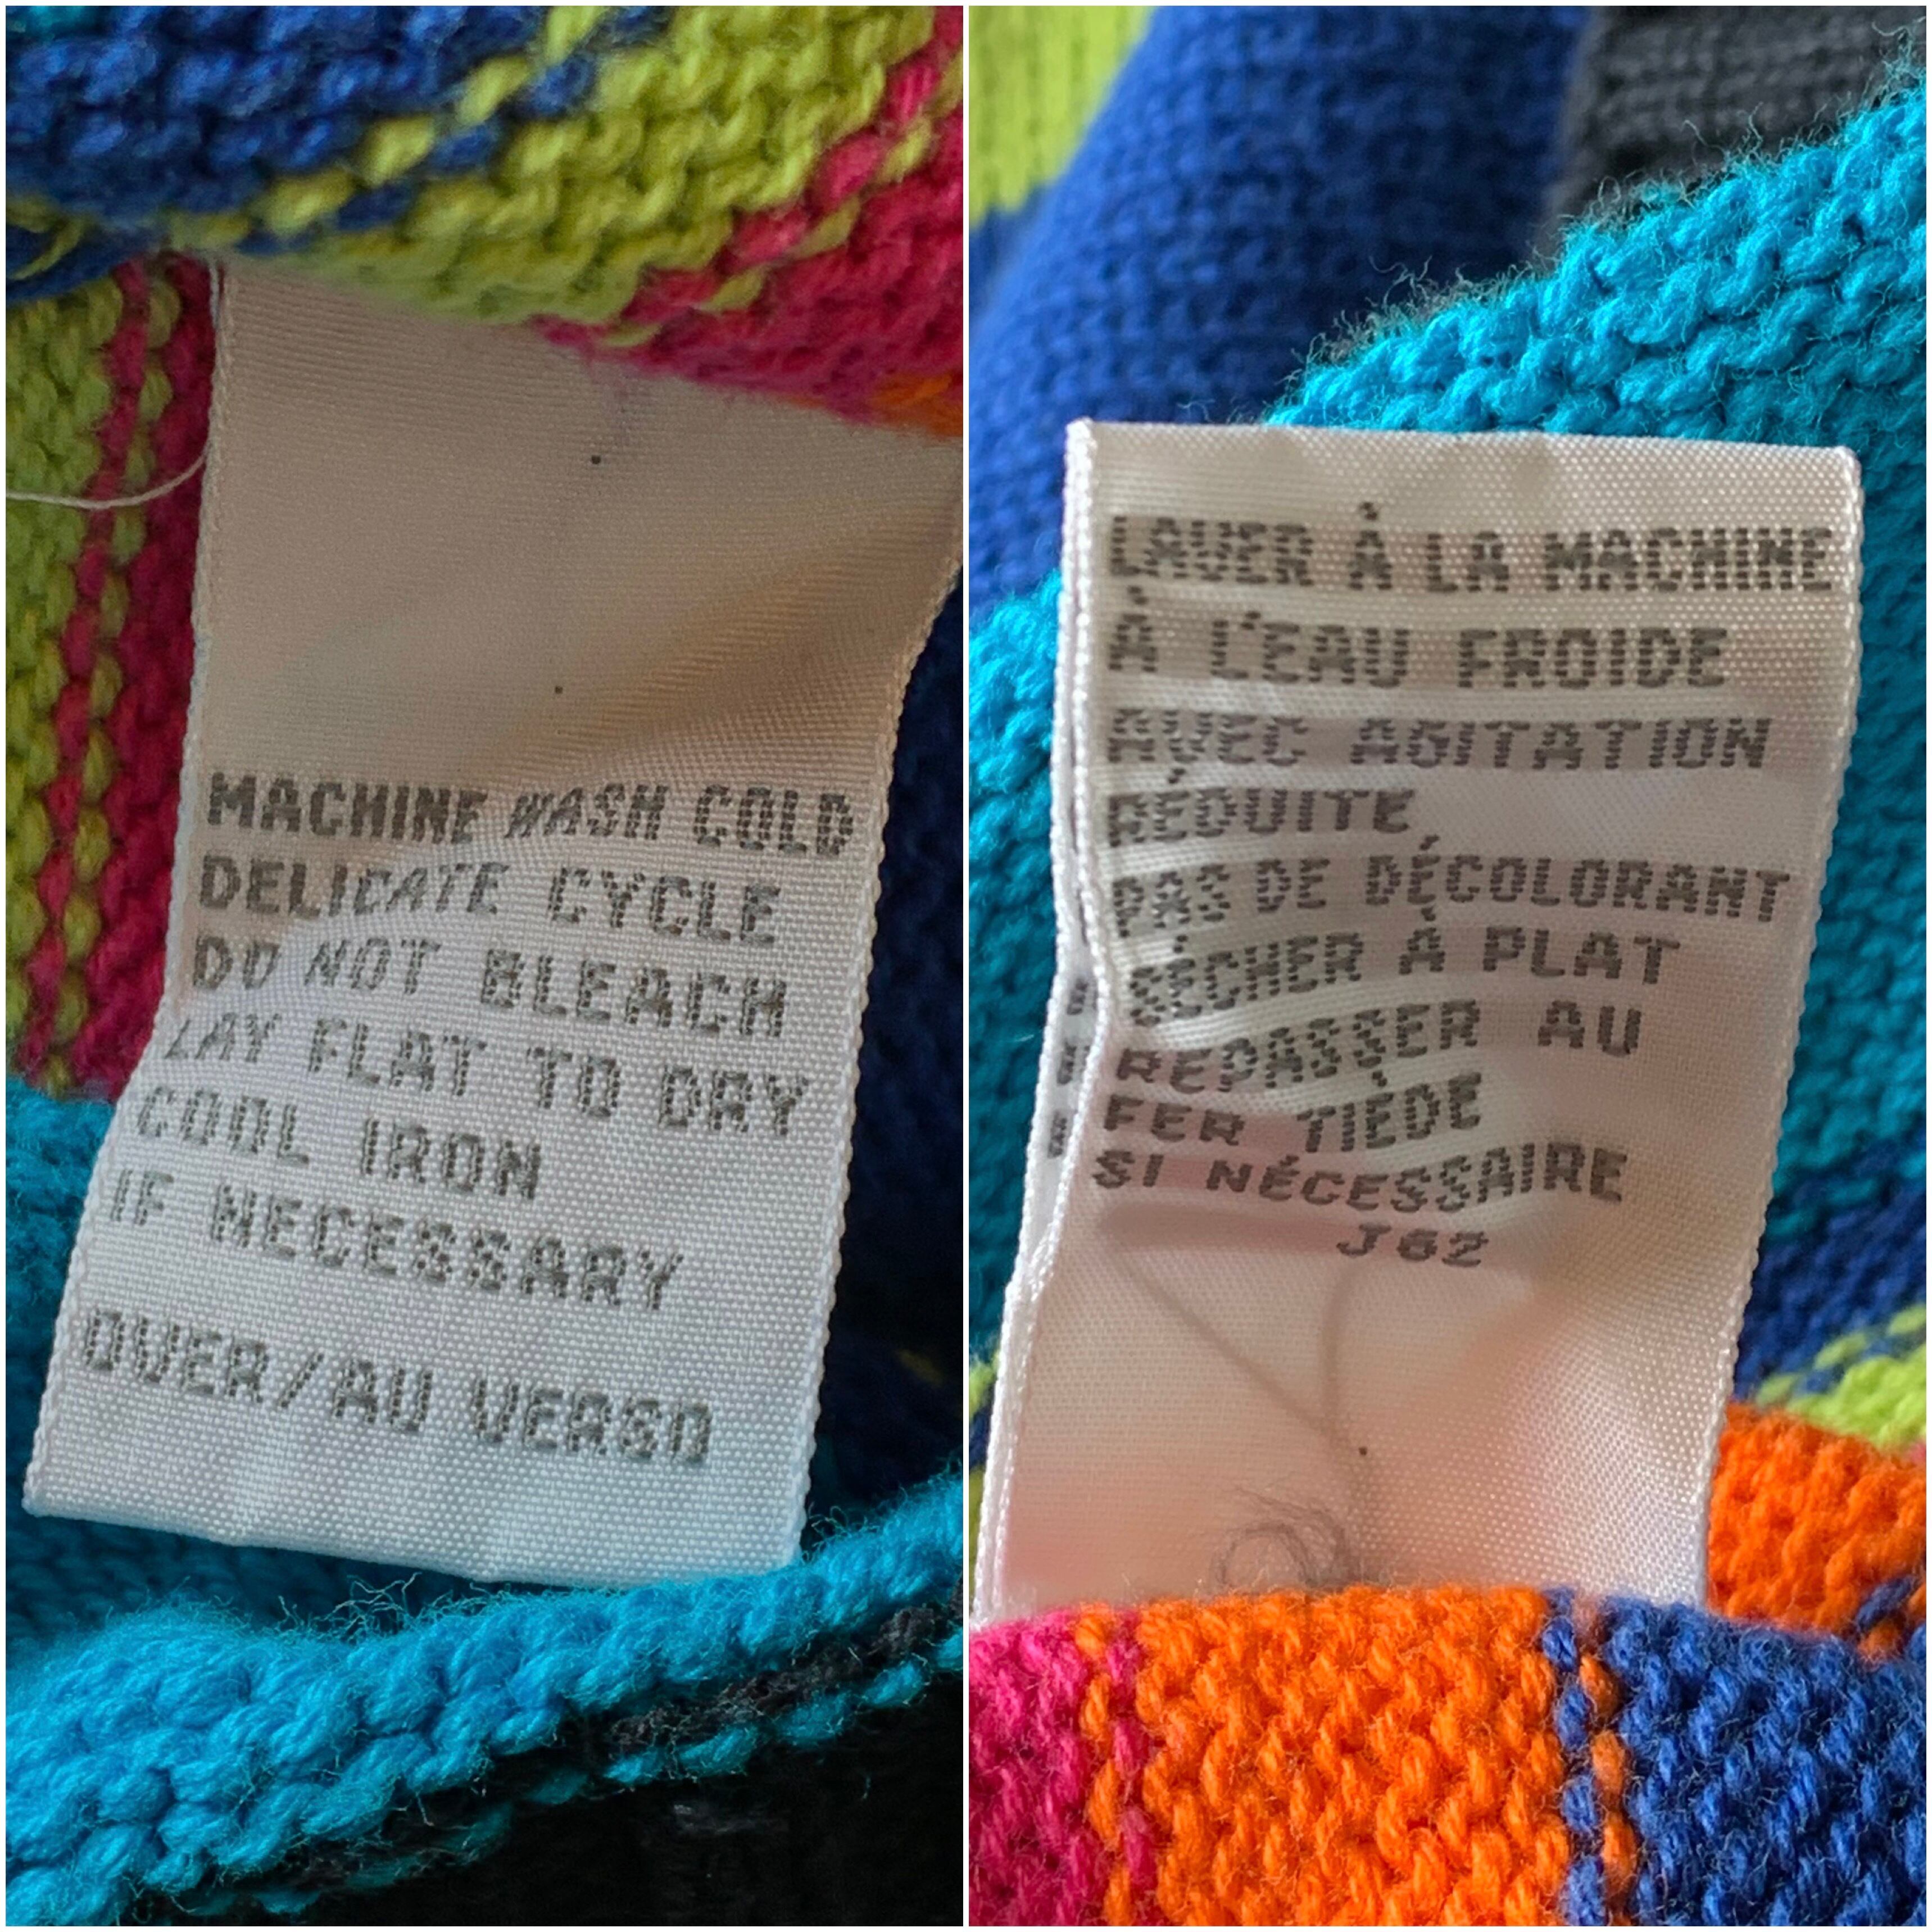 MACHINE WASH COLD
DELICATE CYCLE
DO NOT BLEACH
LAY FLAT TO DRY
COOL IRON
IF NECESSARY
OVER/AU VERSO
LAVER À LA MACHINE
À L'EAU FROIDE
AVEC AGITATION
RÉDUITE
PAS DE DÉCOLORANT
SÉCHER À PLAT
REPASSER AU
FER TIÈDE
SI NÉCESSAIRE
J62